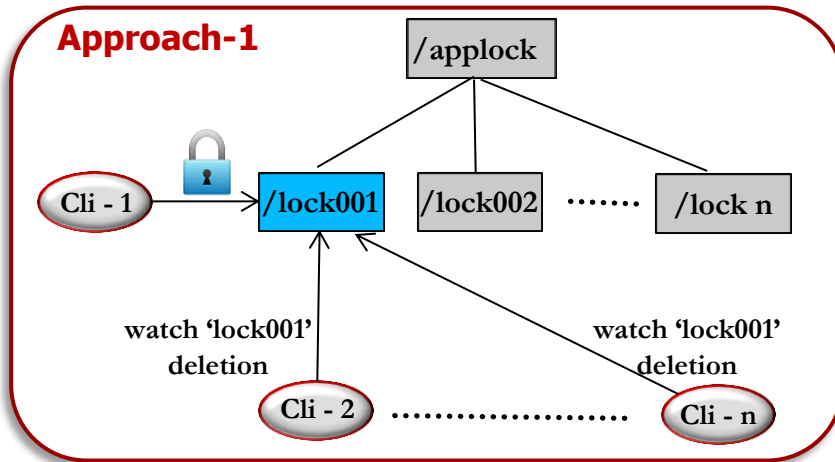 Approach-1
/applock
Cli - 1
/lock001
/lock002
/lock n
watch ‘lock001’
deletion
watch ‘lock001’
deletion
Cli - 2
Cli - n